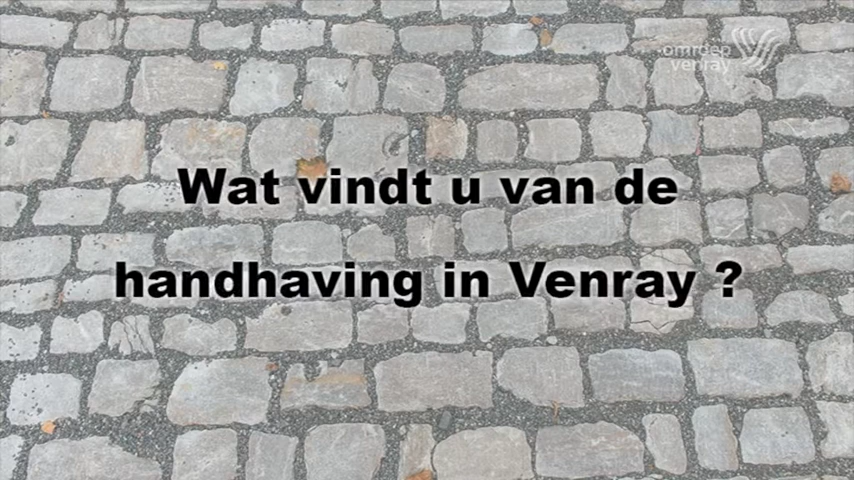 omroep
venray
Wat vindt u van de
handhaving in Venray ?